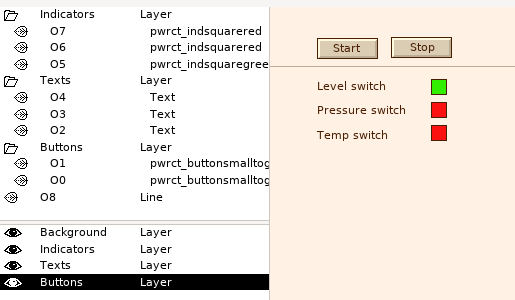 Indicators Layer
O7 pwrct_indsquarered
O6 pwrct_indsquarered
O5 pwrct_indsquaregree
Texts Layer
O4 Text
O3 Text
O2 Text
Buttons Layer
O1 pwrct_buttonsmalltog
O0 pwrct_buttonsmalltog
O8 Line
Background Layer
Indicators Layer
Texts Layer
Buttons Layer
Start Stop
Level switch
Pressure switch
Temp switch